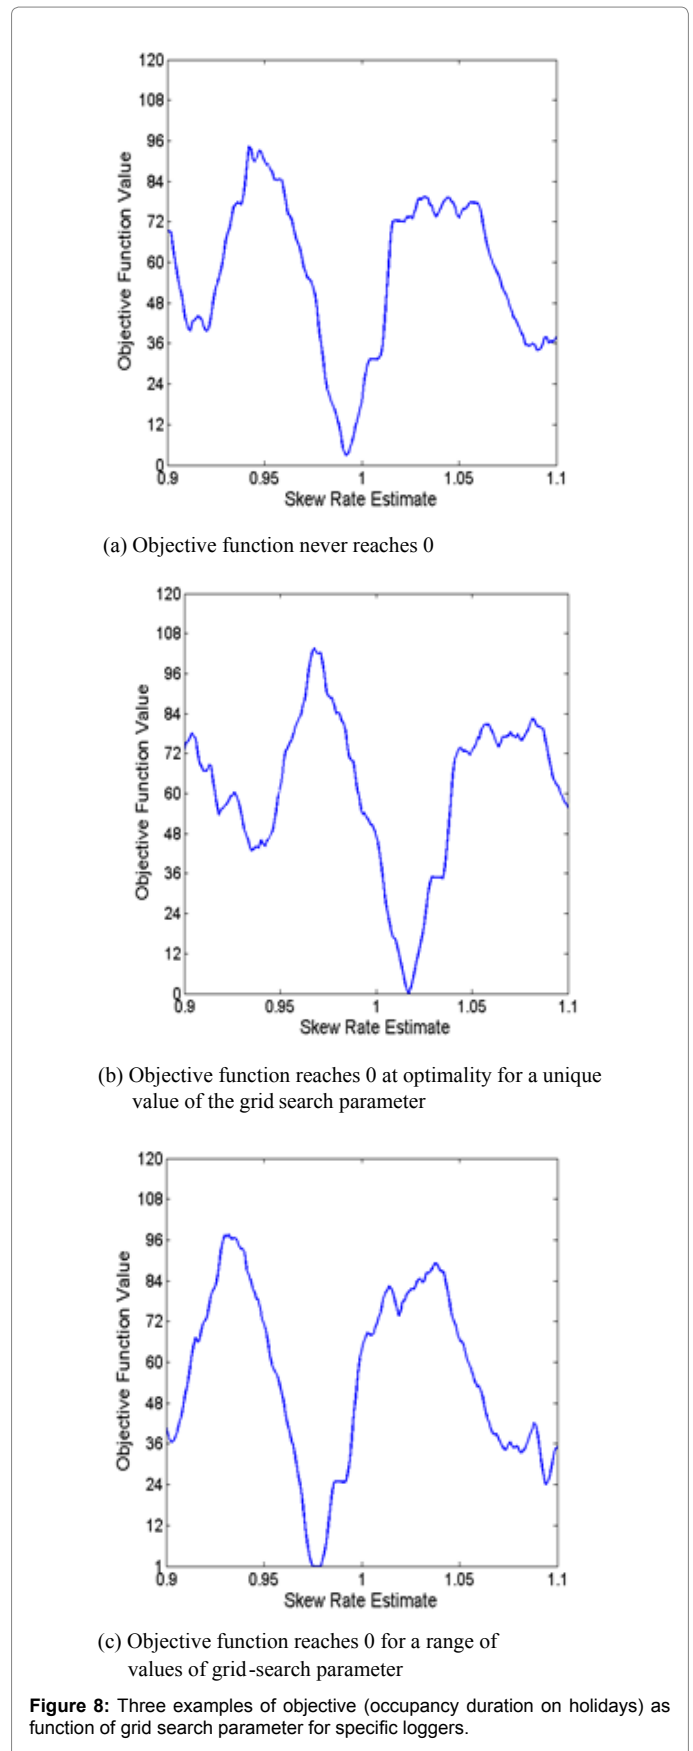 120
108
96
84
72
60
48
36
24
12
0
Objective Function Value
0.9 0.95 1 1.05 1.1
Skew Rate Estimate
(a) Objective function never reaches 0
120
108
96
84
72
60
48
36
24
12
0
Objective Function Value
0.9 0.95 1 1.05 1.1
Skew Rate Estimate
(b) Objective function reaches 0 at optimality for a unique
value of the grid search parameter
120
108
96
84
72
60
48
36
24
12
1
Objective Function Value
0.9 0.95 1 1.05 1.1
Skew Rate Estimate
(c) Objective function reaches 0 for a range of
values of grid-search parameter
Figure 8: Three examples of objective (occupancy duration on holidays) as
function of grid search parameter for specific loggers.